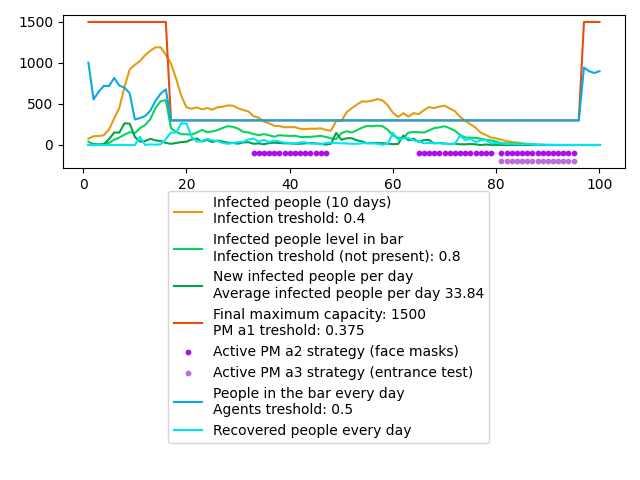 1500
1000
500
0
0 20 40 60 80 100
Infected people (10 days)
Infection treshold: 0.4
Infected people level in bar
Infection treshold (not present): 0.8
New infected people per day
Average infected people per day 33.84
Final maximum capacity: 1500
PM a1 treshold: 0.375
Active PM a2 strategy (face masks)
Active PM a3 strategy (entrance test)
People in the bar every day
Agents treshold: 0.5
Recovered people every day